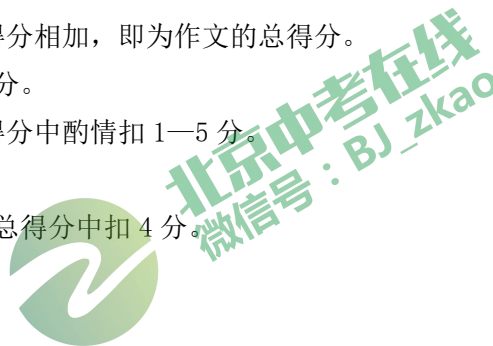 得分相加，即为作文的总得分。
分。
得分中酌情扣 1—5 分。
总得分中扣 4 分。
北京中考在线
微信号：BJ_zkao